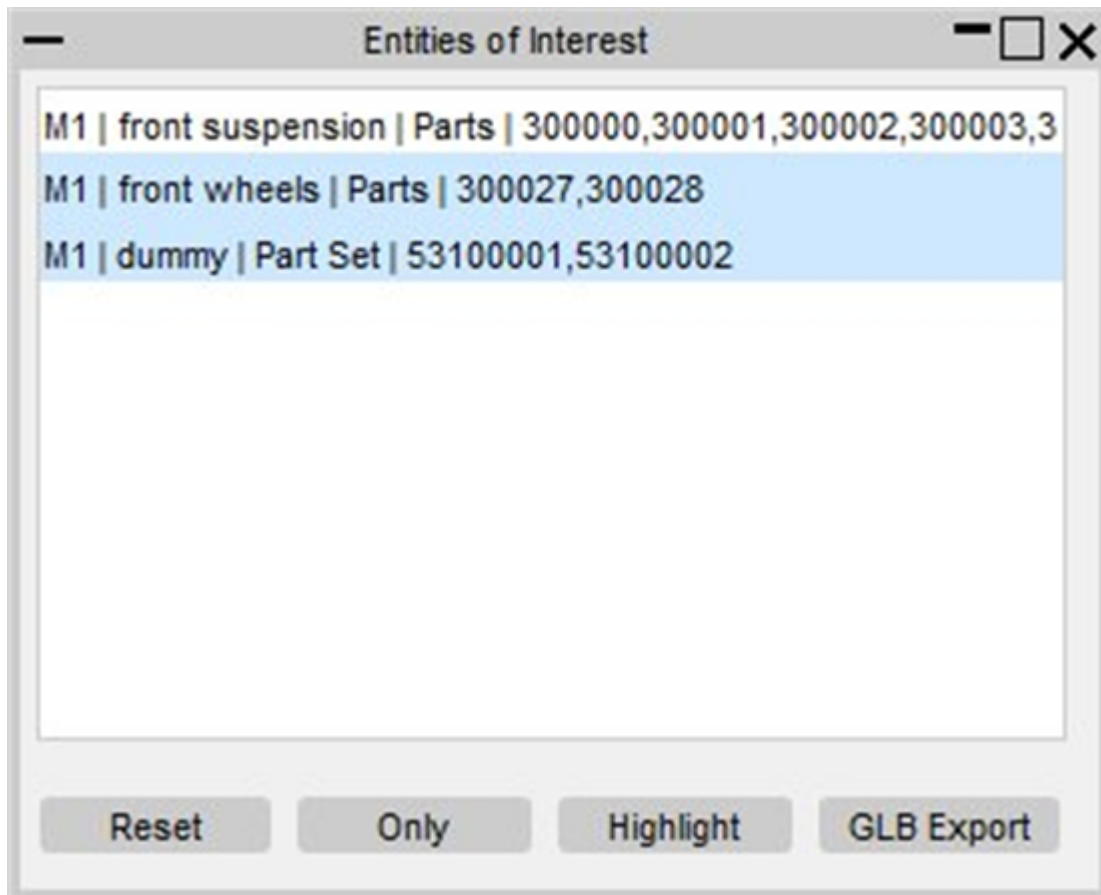 Entities of Interest
M1 | front suspension | Parts | 300000,300001,300002,300003,3
M1 | front wheels | Parts | 300027,300028
M1 | dummy | Part Set | 53100001,53100002
Reset Only Highlight GLB Export